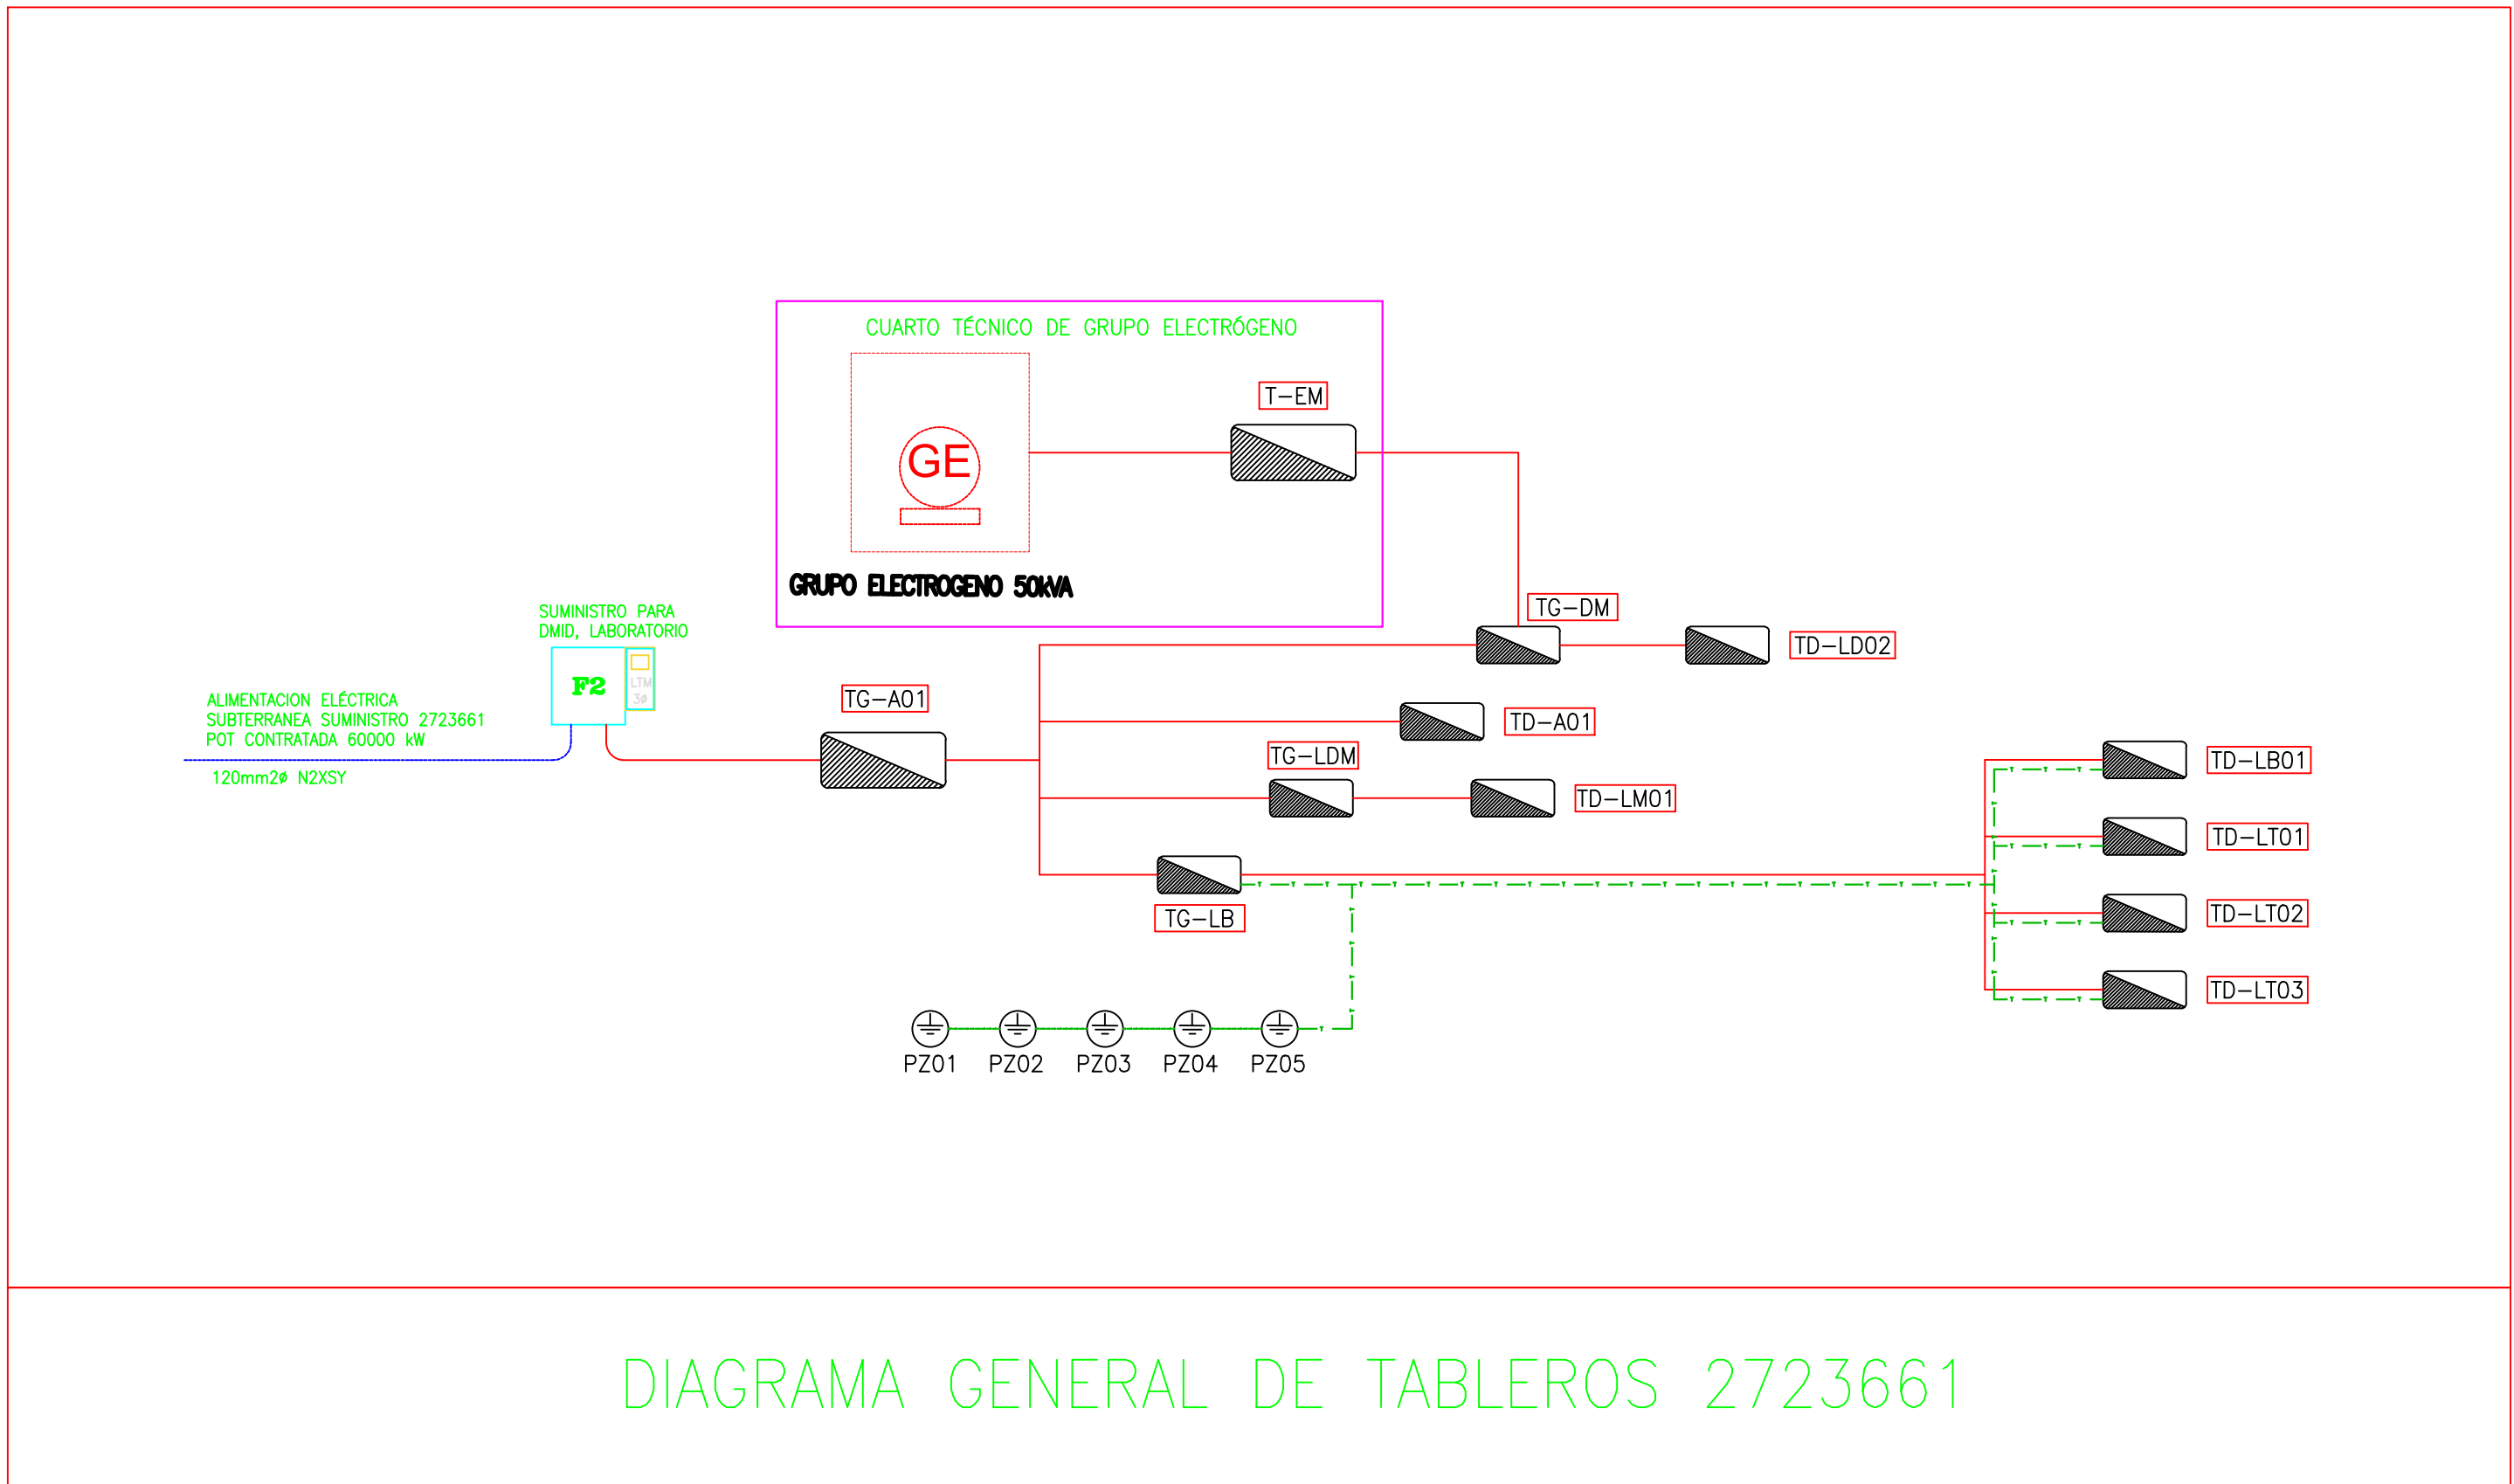 CUARTO TÉCNICO DE GRUPO ELECTRÓGENO
T-EM
GE
GRUPO ELECTROGENO 50kVA
SUMINISTRO PARA
DMID, LABORATORIO
F2
LTM
3ø
ALIMENTACION ELÉCTRICA
SUBTERRANEA SUMINISTRO 2723661
POT CONTRATADA 60000 kW
120mm2ø N2XSY
TG-A01
TG-DM
TD-LD02
TD-A01
TG-LDM
TD-LM01
TG-LB
TD-LB01
TD-LT01
TD-LT02
TD-LT03
PZ01 PZ02 PZ03 PZ04 PZ05
DIAGRAMA GENERAL DE TABLEROS 2723661